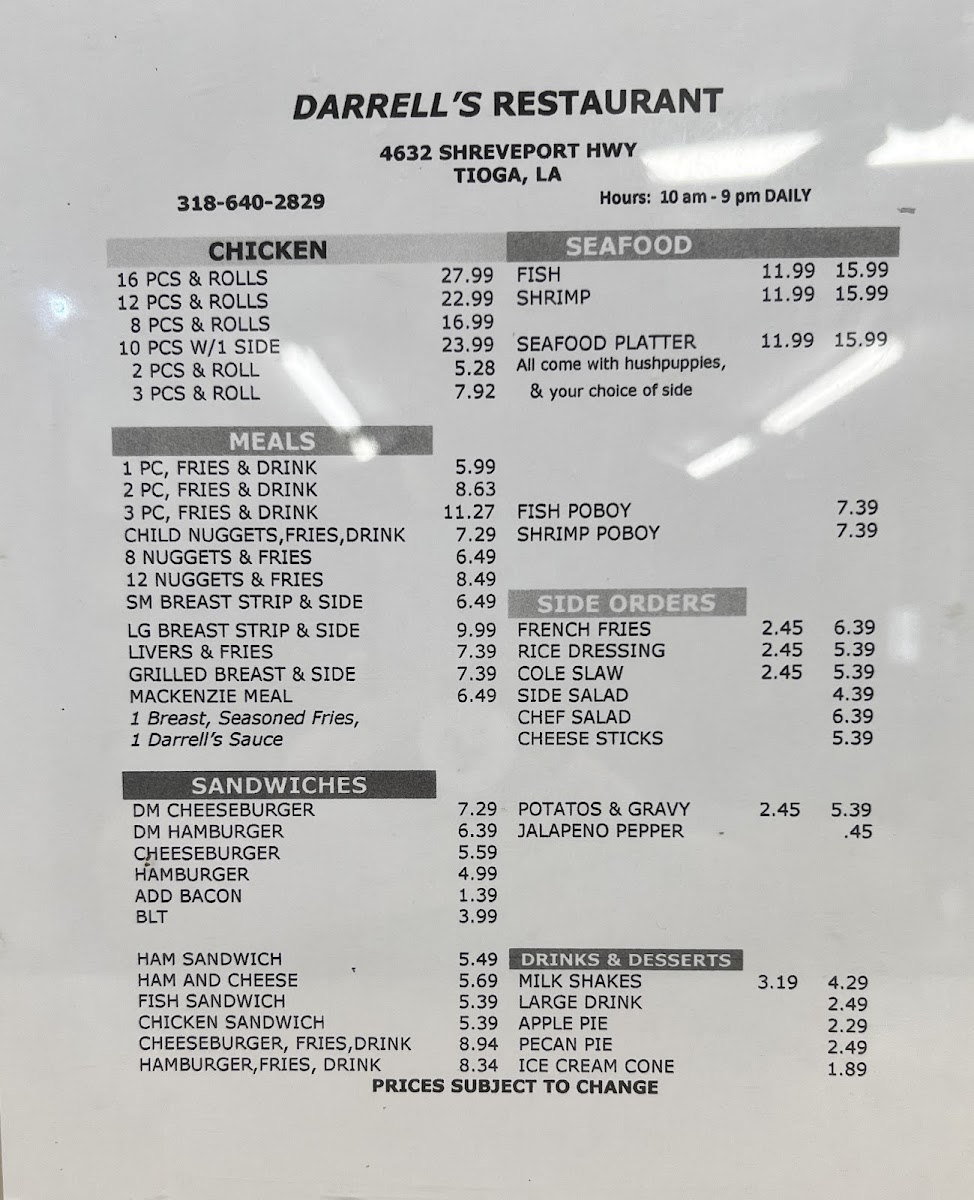 DARRELL'S RESTAURANT
4632 SHREVEPORT HWY
TIOGA, LA
318-640-2829
Hours: 10 am - 9 pm DAILY
CHICKEN
16 PCS & ROLLS 27.99
12 PCS & ROLLS 22.99
8 PCS & ROLLS 16.99
10 PCS W/1 SIDE 23.99
2 PCS & ROLL 5.28
3 PCS & ROLL 7.92
MEALS
1 PC, FRIES & DRINK 5.99
2 PC, FRIES & DRINK 8.63
3 PC, FRIES & DRINK 11.27
CHILD NUGGETS,FRIES,DRINK 7.29
8 NUGGETS & FRIES 6.49
12 NUGGETS & FRIES 8.49
SM BREAST STRIP & SIDE 6.49
LG BREAST STRIP & SIDE 9.99
LIVERS & FRIES 7.39
GRILLED BREAST & SIDE 7.39
MACKENZIE MEAL 6.49
1 Breast, Seasoned Fries,
1 Darrell's Sauce
SANDWICHES
DM CHEESEBURGER 7.29
DM HAMBURGER 6.39
CHEESEBURGER 5.59
HAMBURGER 4.99
ADD BACON 1.39
BLT 3.99
HAM SANDWICH 5.49
HAM AND CHEESE 5.69
FISH SANDWICH 5.39
CHICKEN SANDWICH 5.39
CHEESEBURGER, FRIES,DRINK 8.94
HAMBURGER,FRIES, DRINK 8.34
SEAFOOD
FISH 11.99 15.99
SHRIMP 11.99 15.99
SEAFOOD PLATTER 11.99 15.99
All come with hushpuppies,
& your choice of side
FISH POBOY 7.39
SHRIMP POBOY 7.39
SIDE ORDERS
FRENCH FRIES 2.45 6.39
RICE DRESSING 2.45 5.39
COLE SLAW 2.45 5.39
SIDE SALAD 4.39
CHEF SALAD 6.39
CHEESE STICKS 5.39
POTATOS & GRAVY 2.45 5.39
JALAPENO PEPPER .45
DRINKS & DESSERTS
MILK SHAKES 3.19 4.29
LARGE DRINK 2.49
APPLE PIE 2.29
PECAN PIE 2.49
ICE CREAM CONE 1.89
PRICES SUBJECT TO CHANGE